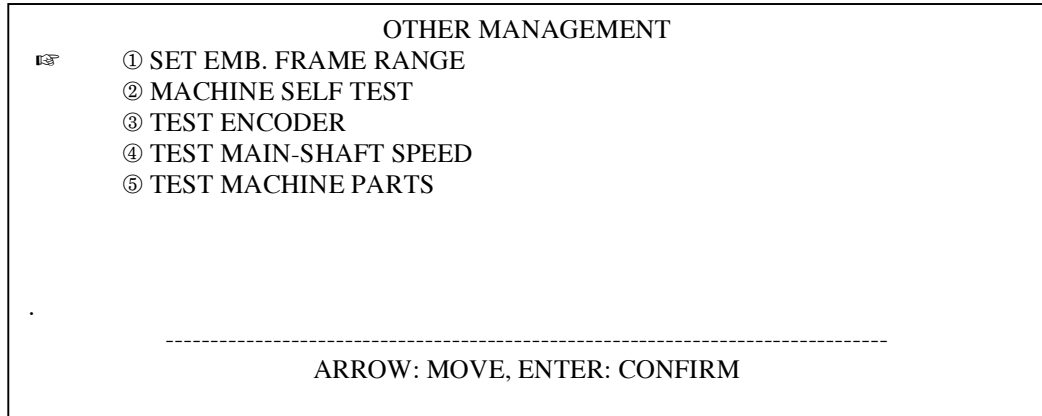 OTHER MANAGEMENT
☞ ① SET EMB. FRAME RANGE
② MACHINE SELF TEST
③ TEST ENCODER
④ TEST MAIN-SHAFT SPEED
⑤ TEST MACHINE PARTS
.
--------------------------------------------------------------------------------
ARROW: MOVE, ENTER: CONFIRM